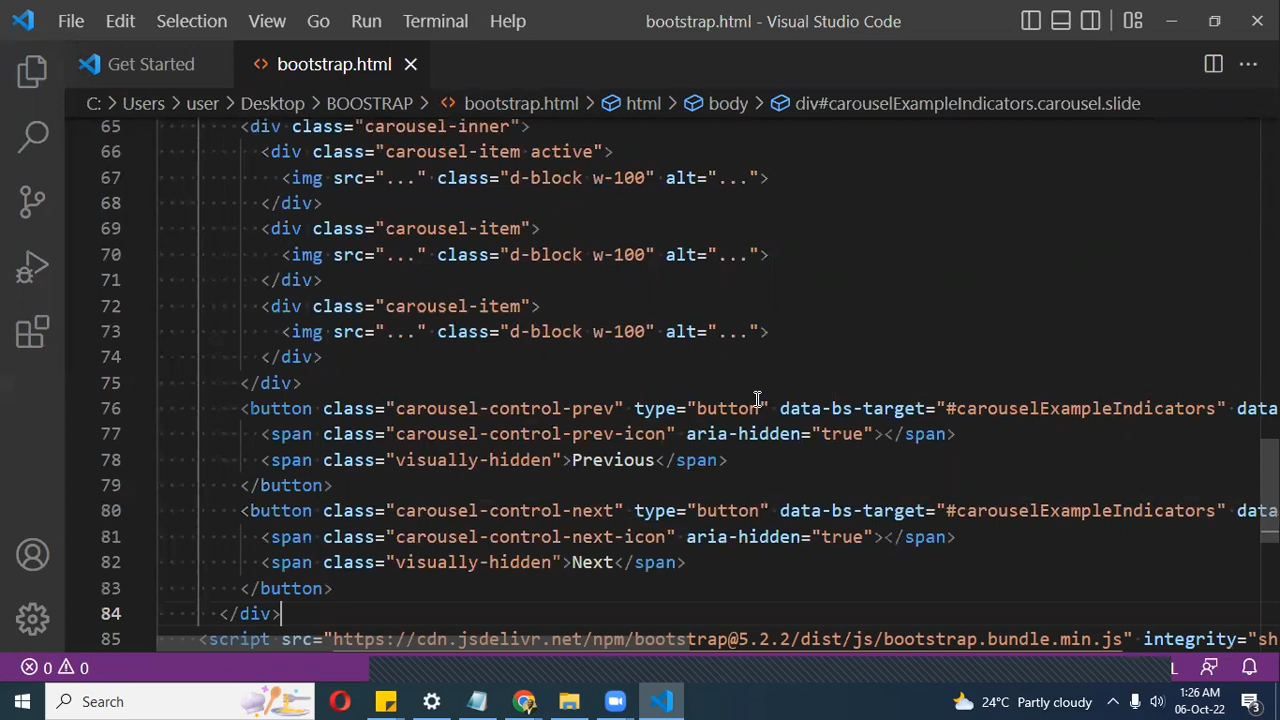 File Edit Selection View Go Run Terminal Help bootstrap.html - Visual Studio Code
Get Started bootstrap.html
C: > Users > user > Desktop > BOOSTRAP > bootstrap.html > html > body > div#carouselExampleIndicators.carousel.slide
65 <div class="carousel-inner">
66 <div class="carousel-item active">
67 <img src="..." class="d-block w-100" alt="...">
68 </div>
69 <div class="carousel-item">
70 <img src="..." class="d-block w-100" alt="...">
71 </div>
72 <div class="carousel-item">
73 <img src="..." class="d-block w-100" alt="...">
74 </div>
75 </div>
76 <button class="carousel-control-prev" type="button" data-bs-target="#carouselExampleIndicators" data
77 <span class="carousel-control-prev-icon" aria-hidden="true"></span>
78 <span class="visually-hidden">Previous</span>
79 </button>
80 <button class="carousel-control-next" type="button" data-bs-target="#carouselExampleIndicators" data
81 <span class="carousel-control-next-icon" aria-hidden="true"></span>
82 <span class="visually-hidden">Next</span>
83 </button>
84 </div>
85 <script src="https://cdn.jsdelivr.net/npm/bootstrap@5.2.2/dist/js/bootstrap.bundle.min.js" integrity="sh
0 0
Search 24°C Partly cloudy 1:26 AM
06-Oct-22 3